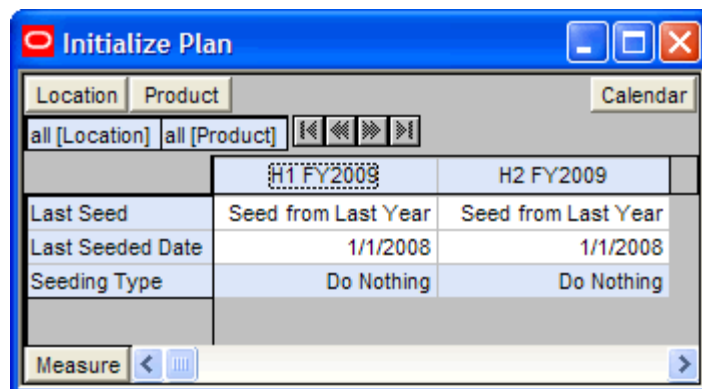 Initialize Plan
Location Product Calendar
all [Location] all [Product]
H1 FY2009 H2 FY2009
Last Seed Seed from Last Year Seed from Last Year
Last Seeded Date 1/1/2008 1/1/2008
Seeding Type Do Nothing Do Nothing
Measure